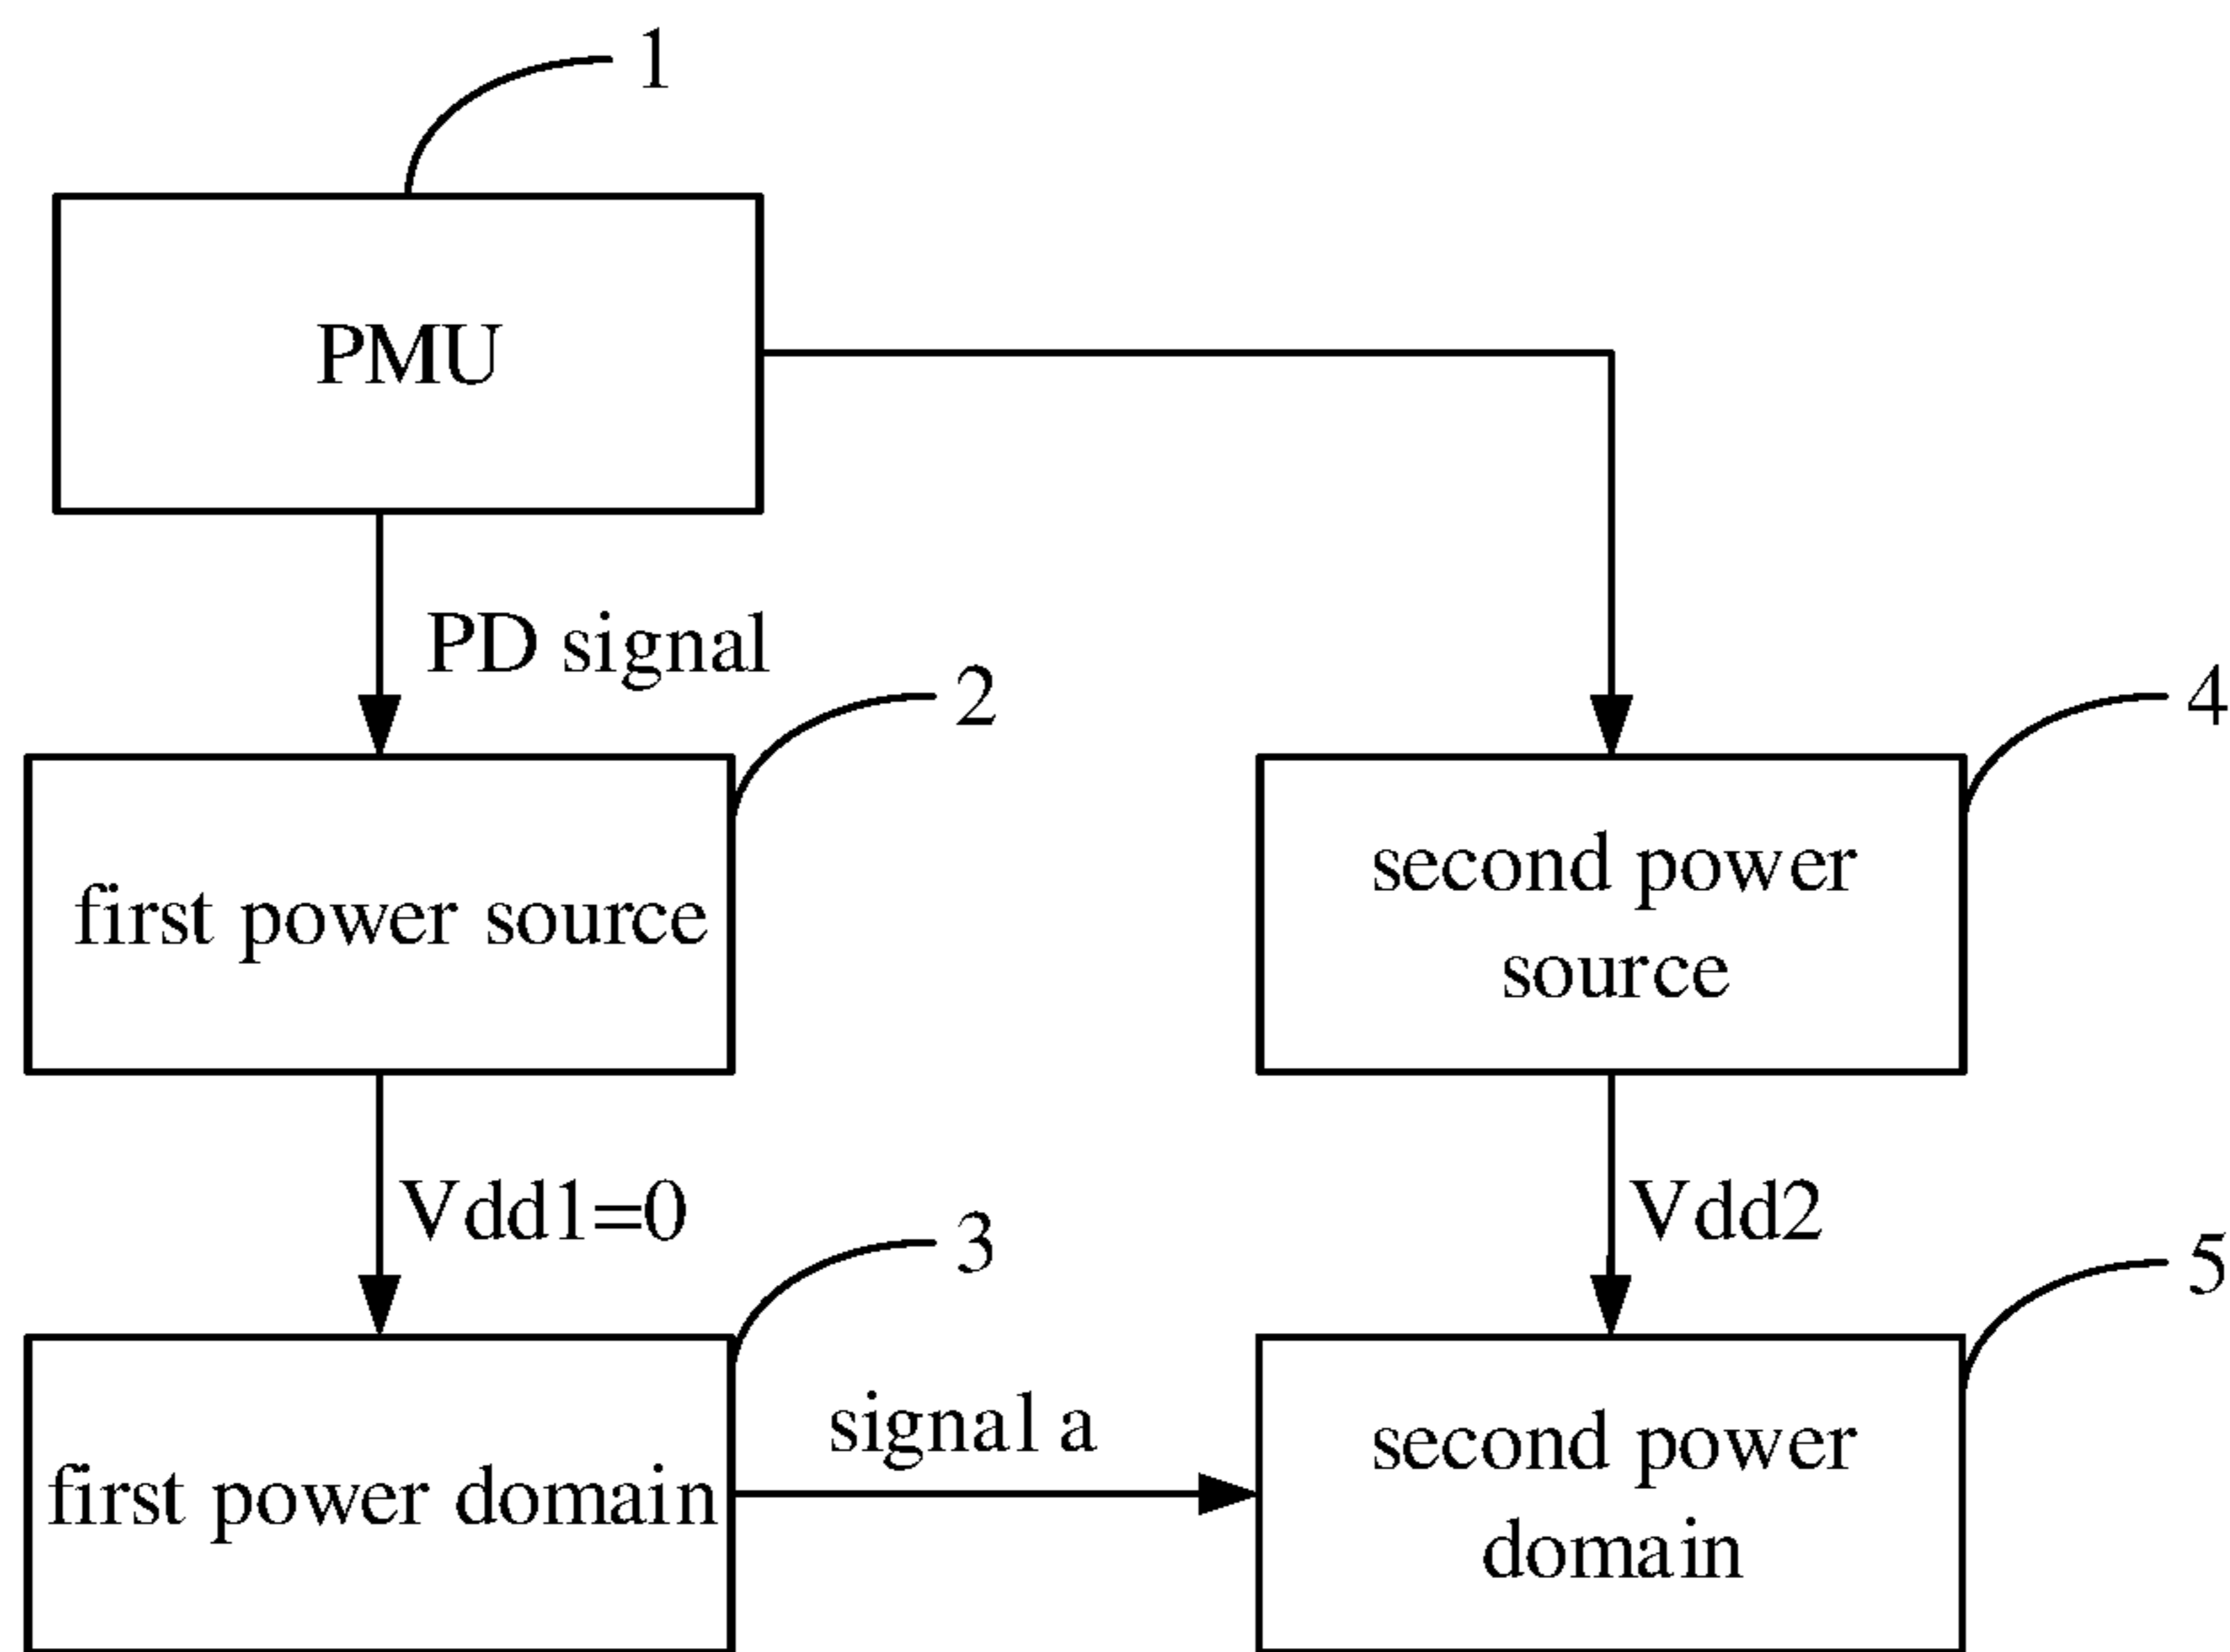 1
PMU
PD signal
2
4
first power source
second power
source
Vdd1=0
Vdd2
3
5
signal a
first power domain
second power
domain